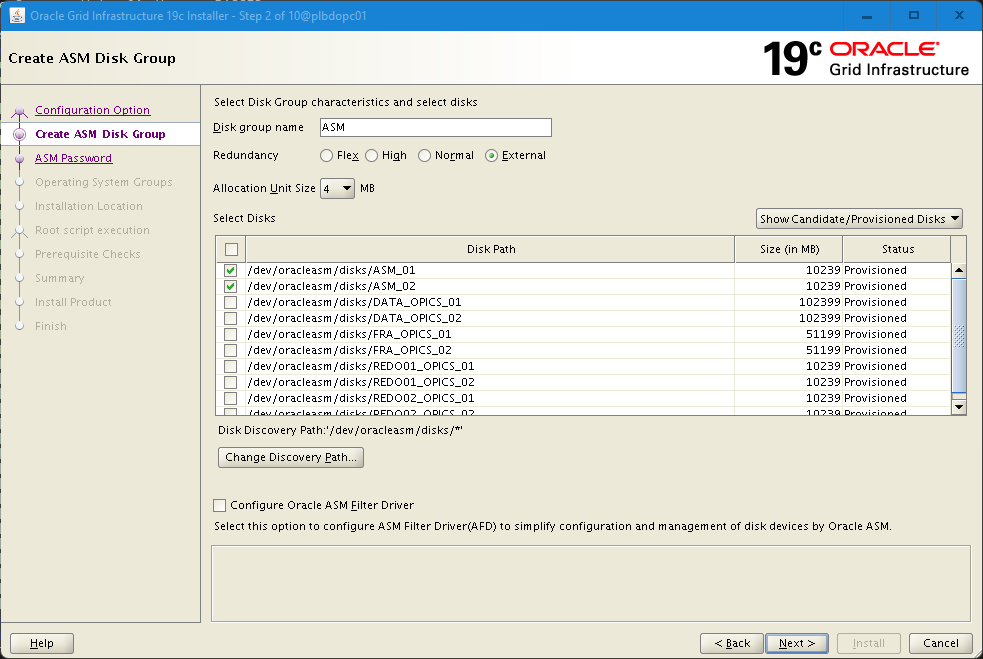 Oracle Grid Infrastructure 19c Installer - Step 2 of 10@plbdopc01
Create ASM Disk Group
19c ORACLE Grid Infrastructure
Configuration Option
Create ASM Disk Group
ASM Password
Operating System Groups
Installation Location
Root script execution
Prerequisite Checks
Summary
Install Product
Finish
Select Disk Group characteristics and select disks
Disk group name ASM
Redundancy Flex High Normal External
Allocation Unit Size 4 MB
Select Disks Show Candidate/Provisioned Disks
Disk Path Size (in MB) Status
/dev/oracleasm/disks/ASM_01 10239 Provisioned
/dev/oracleasm/disks/ASM_02 10239 Provisioned
/dev/oracleasm/disks/DATA_OPICS_01 102399 Provisioned
/dev/oracleasm/disks/DATA_OPICS_02 102399 Provisioned
/dev/oracleasm/disks/FRA_OPICS_01 51199 Provisioned
/dev/oracleasm/disks/FRA_OPICS_02 51199 Provisioned
/dev/oracleasm/disks/REDO01_OPICS_01 10239 Provisioned
/dev/oracleasm/disks/REDO01_OPICS_02 10239 Provisioned
/dev/oracleasm/disks/REDO02_OPICS_01 10239 Provisioned
/dev/oracleasm/disks/REDO02_OPICS_02 10239 Provisioned
Disk Discovery Path:'/dev/oracleasm/disks/*'
Change Discovery Path...
Configure Oracle ASM Filter Driver
Select this option to configure ASM Filter Driver(AFD) to simplify configuration and management of disk devices by Oracle ASM.
Help < Back Next > Install Cancel